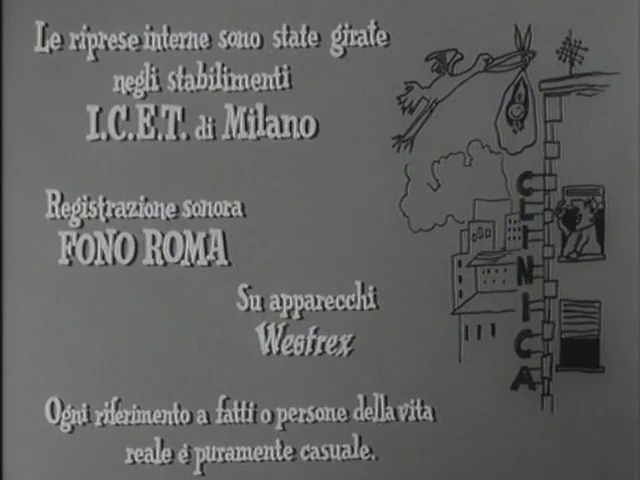 Le riprese interne sono state girate
negli stabilimenti
I.C.E.T. di Milano
Registrazione sonora
FONO ROMA
Su apparecchi
Westrex
Ogni riferimento a fatti o persone della vita
reale é puramente casuale.
CLINICA